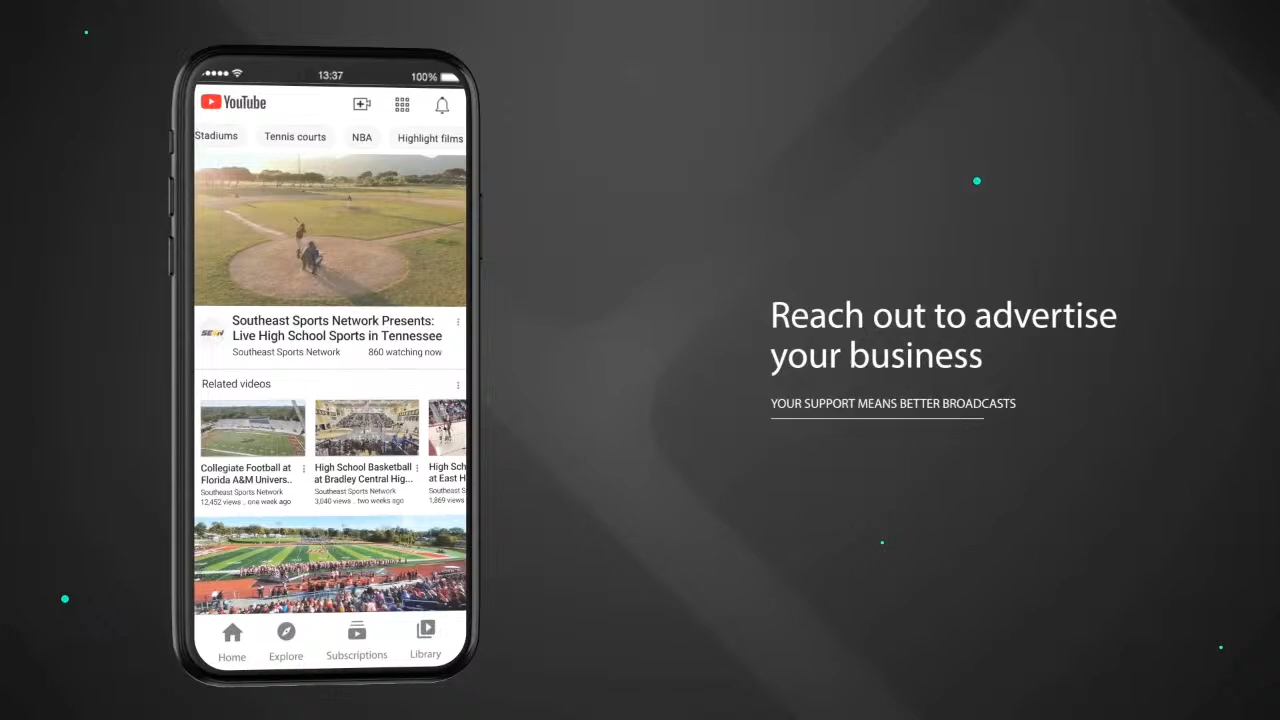 13:37
100%
YouTube
Stadiums
Tennis courts
NBA
Highlight films
Southeast Sports Network Presents:
Live High School Sports in Tennessee
Southeast Sports Network
860 watching now
Related videos
Collegiate Football at
Florida A&M Univers..
Southeast Sports Network
12,452 views .. one week ago
High School Basketball
at Bradley Central Hig...
Southeast Sports Network
3,040 views .. two weeks ago
High Sch
at East H
Southeast S
1,869 views
Home
Explore
Subscriptions
Library
Reach out to advertise
your business
YOUR SUPPORT MEANS BETTER BROADCASTS